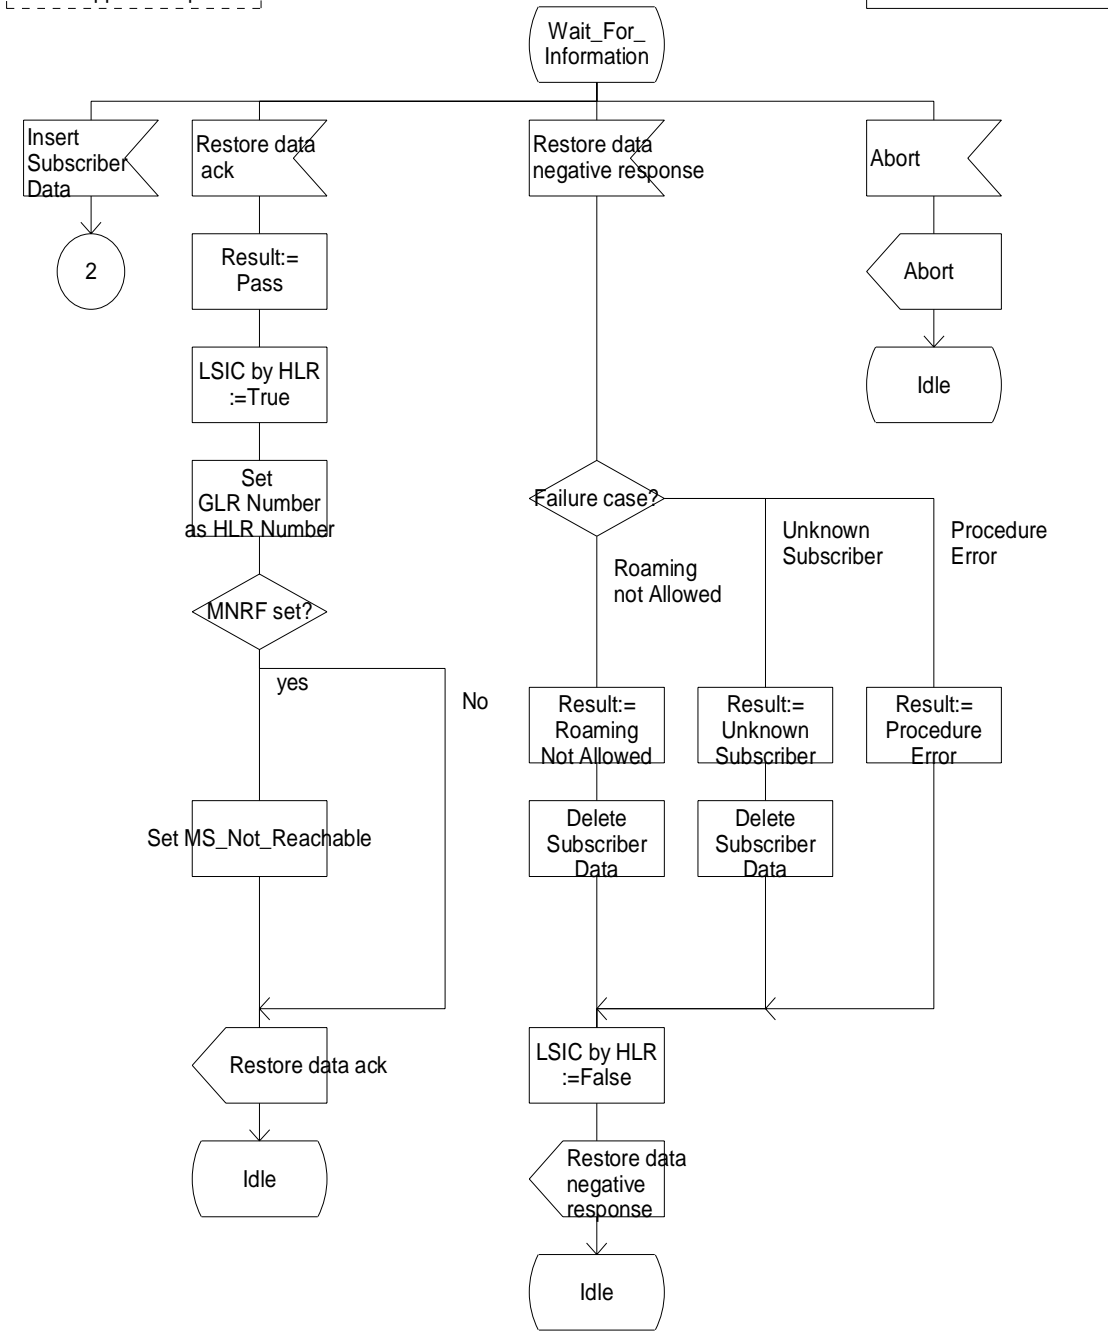 Wait_For_
Information
Insert
Subscriber
Data
Restore data
ack
Restore data
negative response
Abort
2
Result:=
Pass
Abort
LSIC by HLR
:=True
Idle
Set
GLR Number
as HLR Number
Failure case?
Unknown
Subscriber
Procedure
Error
Roaming
not Allowed
MNRF set?
yes
No
Result:=
Roaming
Not Allowed
Result:=
Unknown
Subscriber
Result:=
Procedure
Error
Set MS_Not_Reachable
Delete
Subscriber
Data
Delete
Subscriber
Data
Restore data ack
LSIC by HLR
:=False
Idle
Restore data
negative
response
Idle